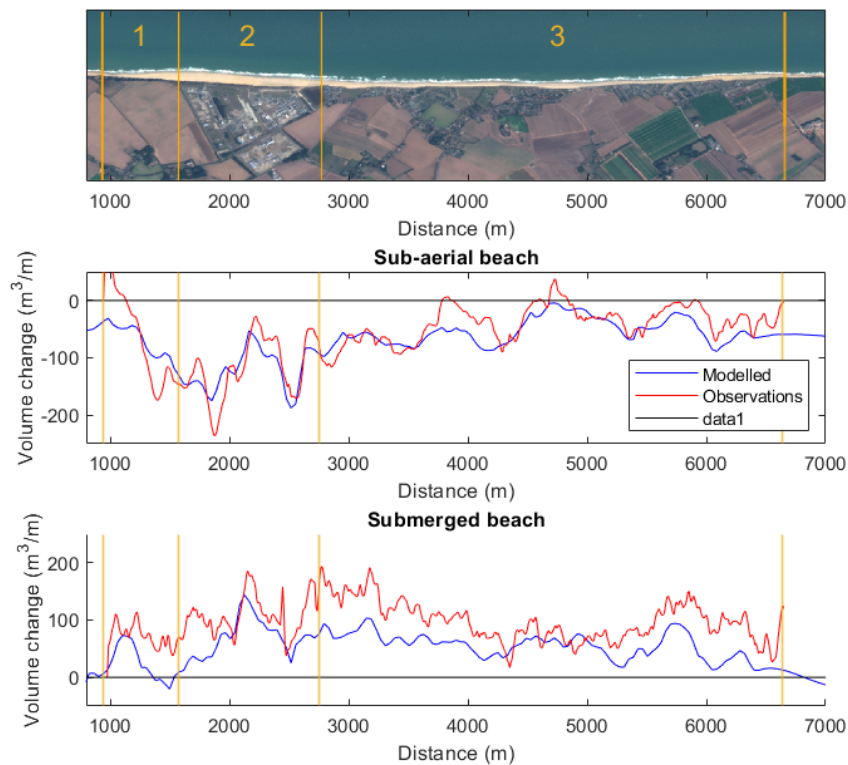 1 2 3
1000 2000 3000 4000 5000 6000 7000
Distance (m)
Sub-aerial beach
Volume change (m³/m)
0
-100
-200
Modelled
Observations
data1
1000 2000 3000 4000 5000 6000 7000
Distance (m)
Submerged beach
Volume change (m³/m)
200
100
0
1000 2000 3000 4000 5000 6000 7000
Distance (m)